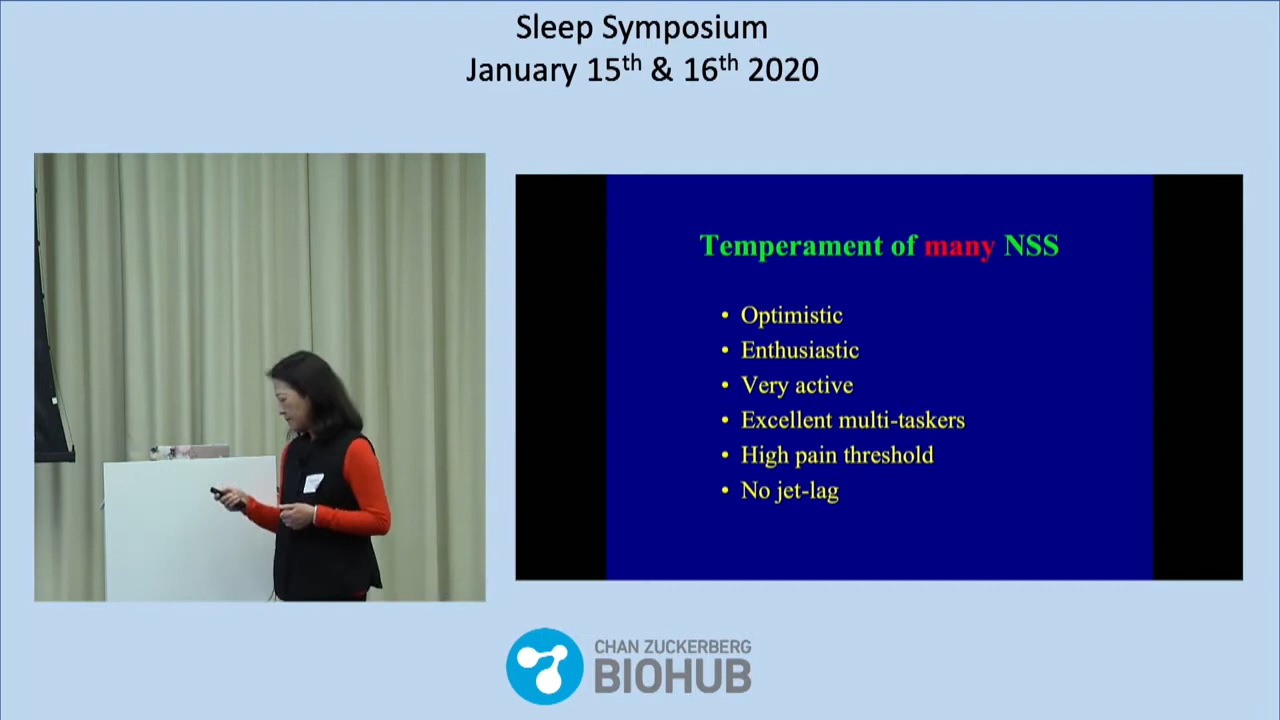 Sleep Symposium
January 15th & 16th 2020
Temperament of many NSS
• Optimistic
• Enthusiastic
• Very active
• Excellent multi-taskers
• High pain threshold
• No jet-lag
CHAN ZUCKERBERG
BIOHUB